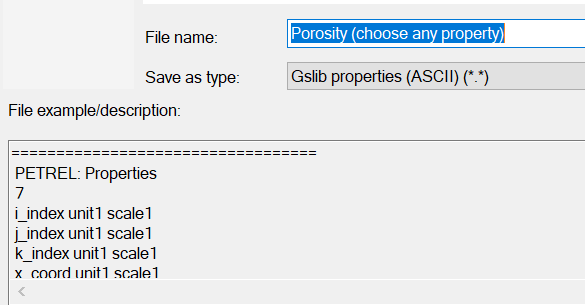 File name:
Porosity (choose any property)
Save as type:
Gslib properties (ASCII) (*.*)
File example/description:
==================================
PETREL: Properties
7
i_index unit1 scale1
j_index unit1 scale1
k_index unit1 scale1
x_coord unit1 scale1